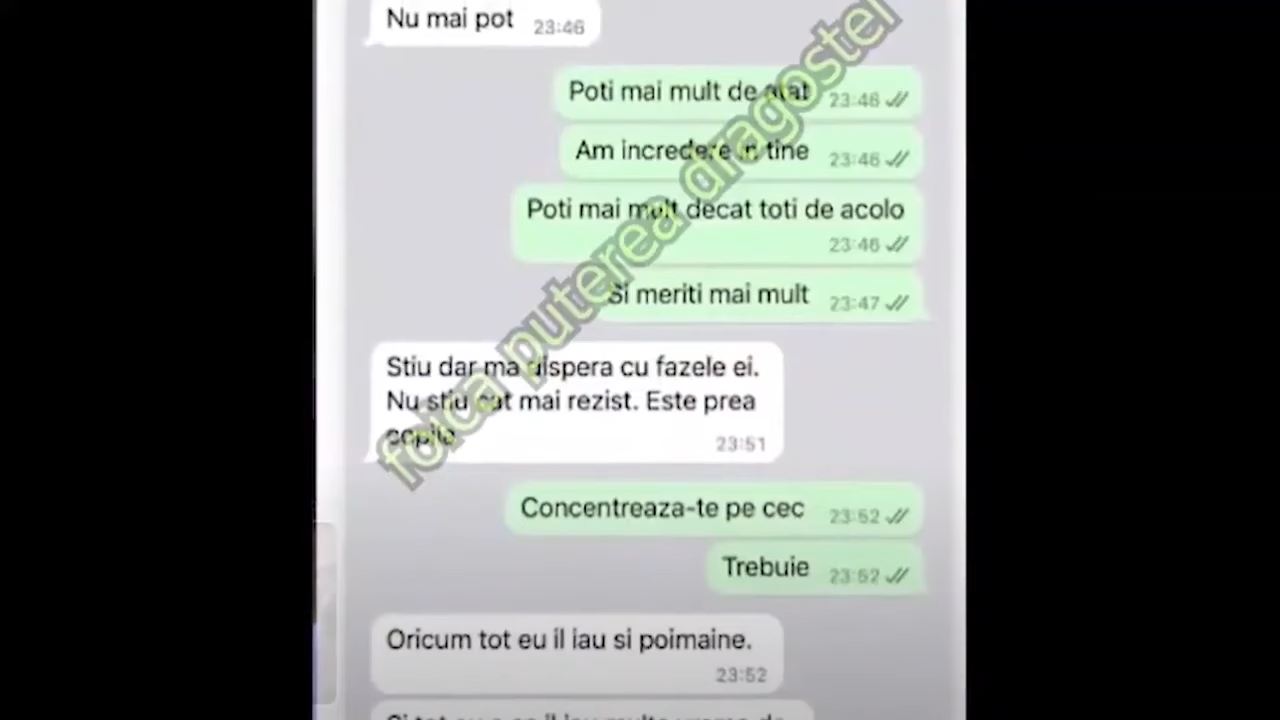 Nu mai pot 23:46
Poti mai mult de atat 23:46
Am incredere in tine 23:46
Poti mai mult decat toti de acolo
23:46
Si meriti mai mult 23:47
Stiu dar ma dispera cu fazele ei.
Nu stiu cat mai rezist. Este prea
copila
23:51
Concentreaza-te pe cec 23:52
Trebuie 23:52
Oricum tot eu il iau si poimaine.
23:52
foica puterea dragostei